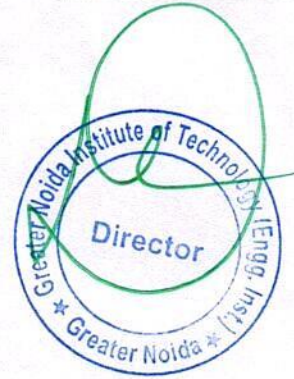 Greater Noida Institute of Technology (Engg. Inst.)
Director
★ Greater Noida ★